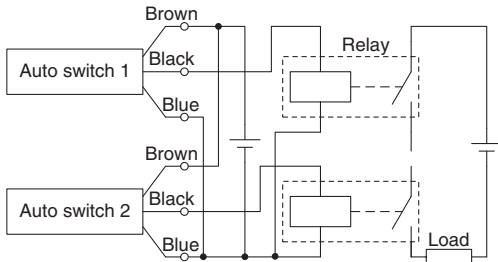 Brown
Relay
Auto switch 1
Black
Blue
Brown
Auto switch 2
Black
Blue
Load